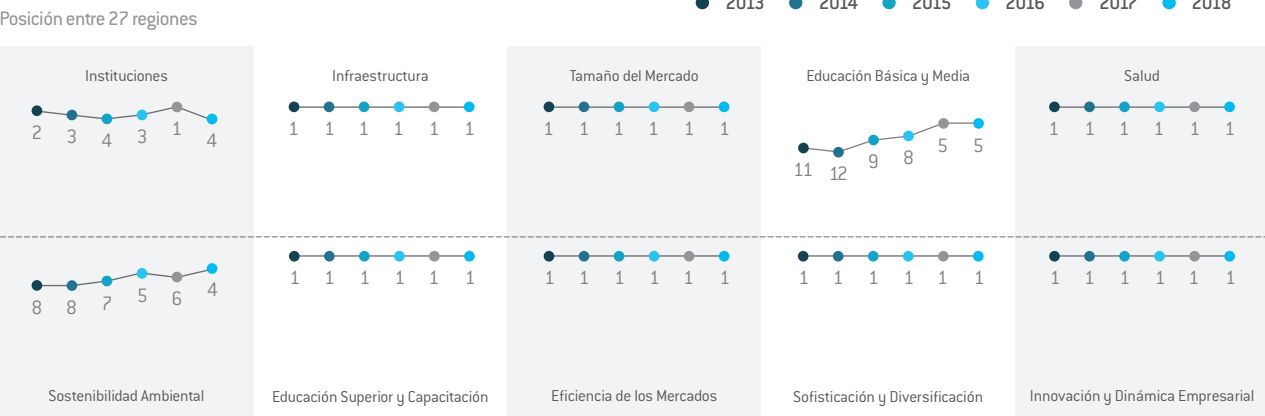 2013 2014 2015 2016 2017 2018
Posición entre 27 regiones
Instituciones
2 3 4 3 1 4
Infraestructura
1 1 1 1 1 1
Tamaño del Mercado
1 1 1 1 1 1
Educación Básica y Media
11 12 9 8 5 5
Salud
1 1 1 1 1 1
8 8 7 5 6 4
Sostenibilidad Ambiental
1 1 1 1 1 1
Educación Superior y Capacitación
1 1 1 1 1 1
Eficiencia de los Mercados
1 1 1 1 1 1
Sofisticación y Diversificación
1 1 1 1 1 1
Innovación y Dinámica Empresarial